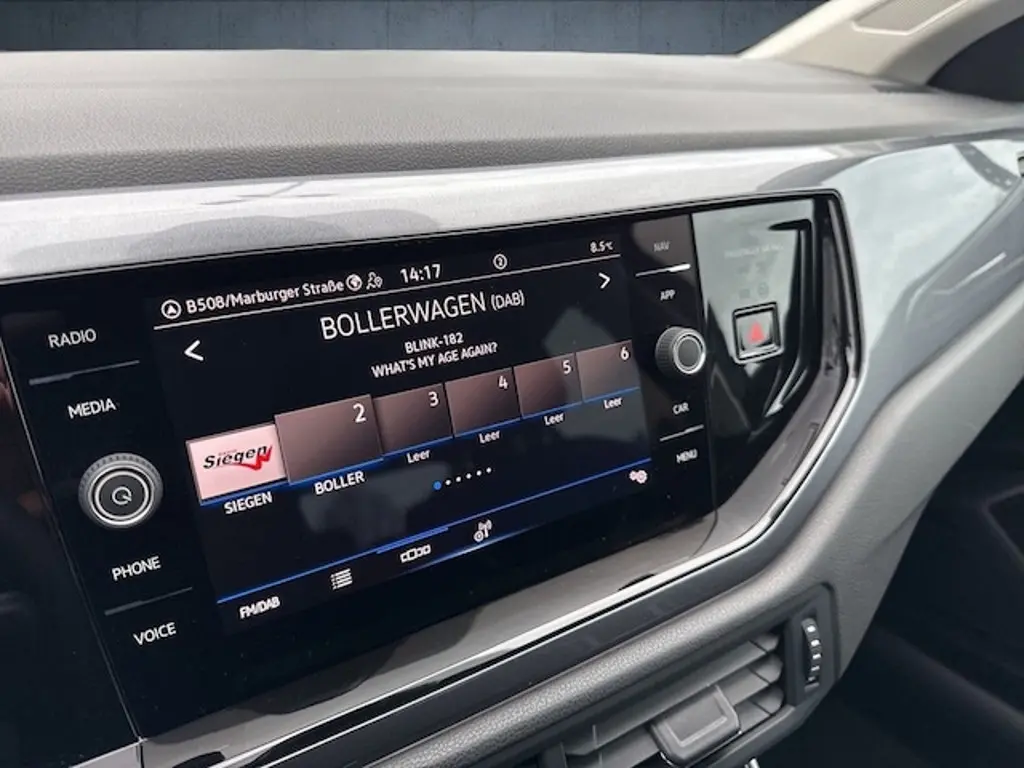 B508/Marburger Straße 14:17 2 8.5°C
BOLLERWAGEN (DAB)
BLINK-182
WHAT'S MY AGE AGAIN?
Siegen 2 3 4 5 6
SIEGEN BOLLER Leer Leer Leer Leer
FM/DAB
RADIO
MEDIA
PHONE
VOICE
NAV
APP
CAR
MENU